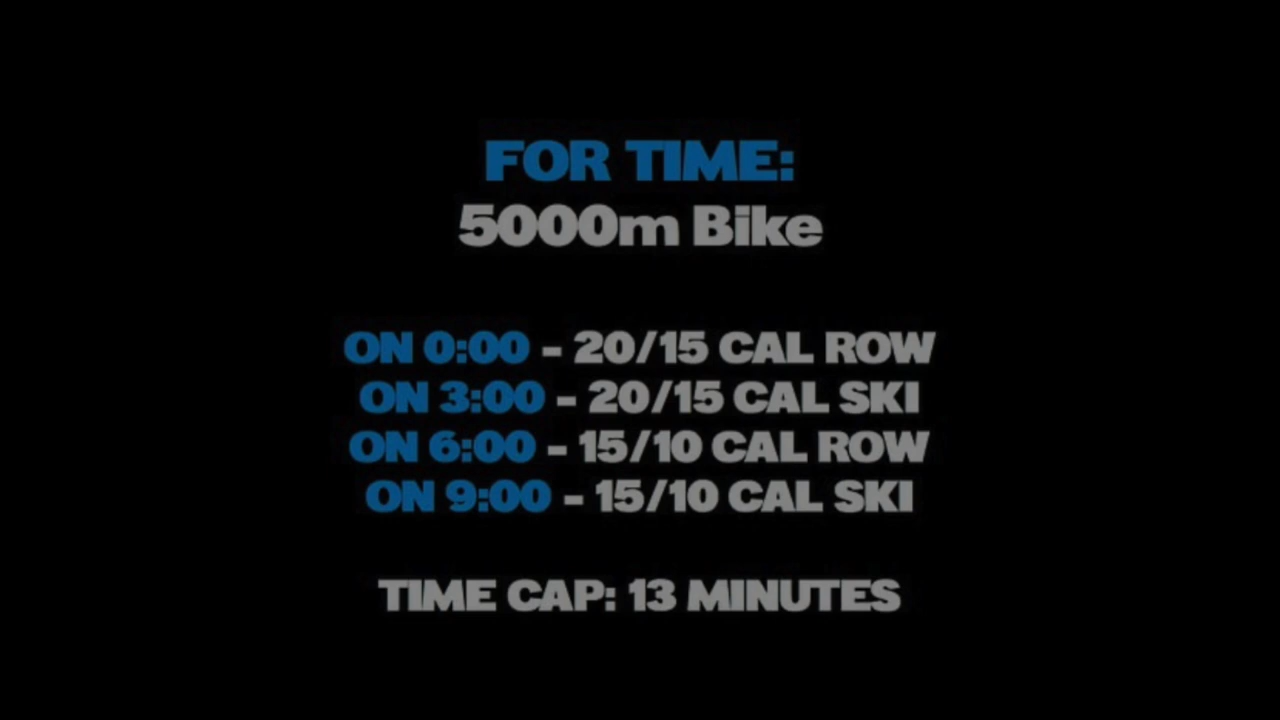 FOR TIME:
5000m Bike
ON 0:00 - 20/15 CAL ROW
ON 3:00 - 20/15 CAL SKI
ON 6:00 - 15/10 CAL ROW
ON 9:00 - 15/10 CAL SKI
TIME CAP: 13 MINUTES